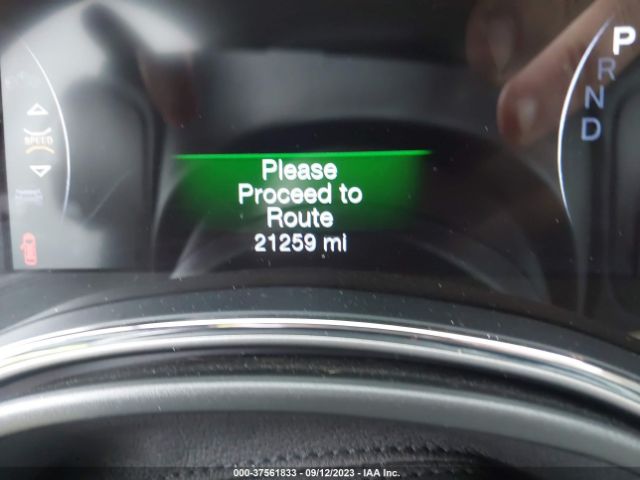 P
R
N
D
SPEED
Please
Proceed to
Route
21259 mi
000-37561833 - 09/12/2023 - IAA Inc.